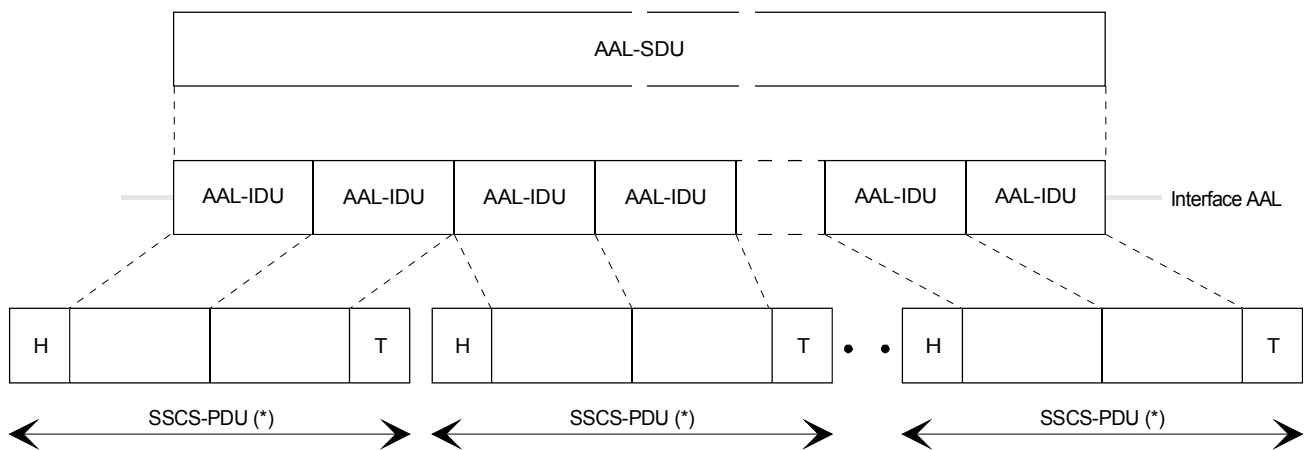 AAL-SDU
AAL-IDU AAL-IDU AAL-IDU AAL-IDU AAL-IDU AAL-IDU Interface AAL
H T H T • • H T
SSCS-PDU (*) SSCS-PDU (*) SSCS-PDU (*)